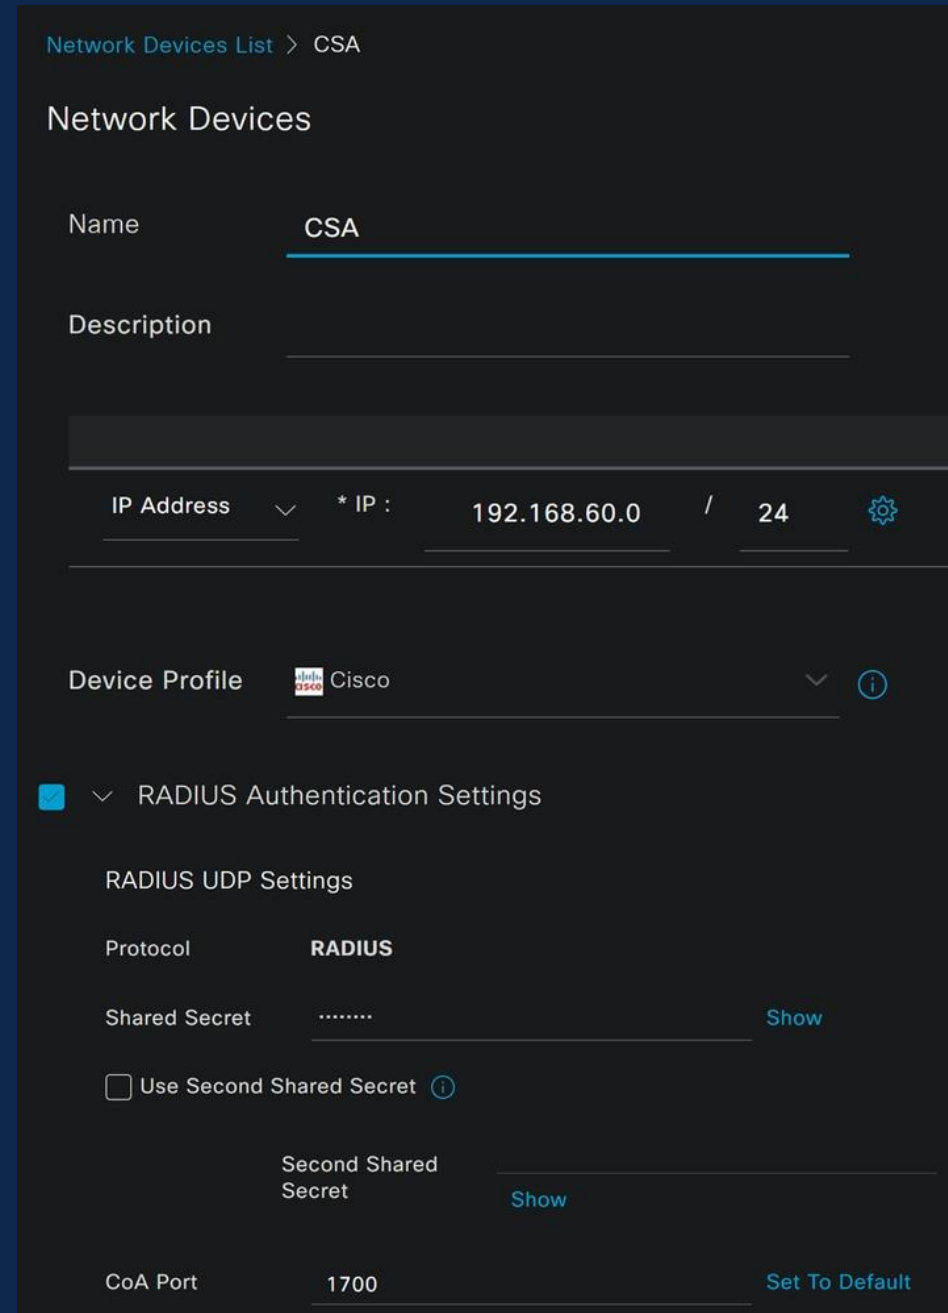 Network Devices List > CSA
Network Devices
Name CSA
Description
IP Address * IP : 192.168.60.0 / 24
Device Profile cisco Cisco
RADIUS Authentication Settings
RADIUS UDP Settings
Protocol RADIUS
Shared Secret ········ Show
Use Second Shared Secret
Second Shared
Secret
Show
CoA Port 1700 Set To Default